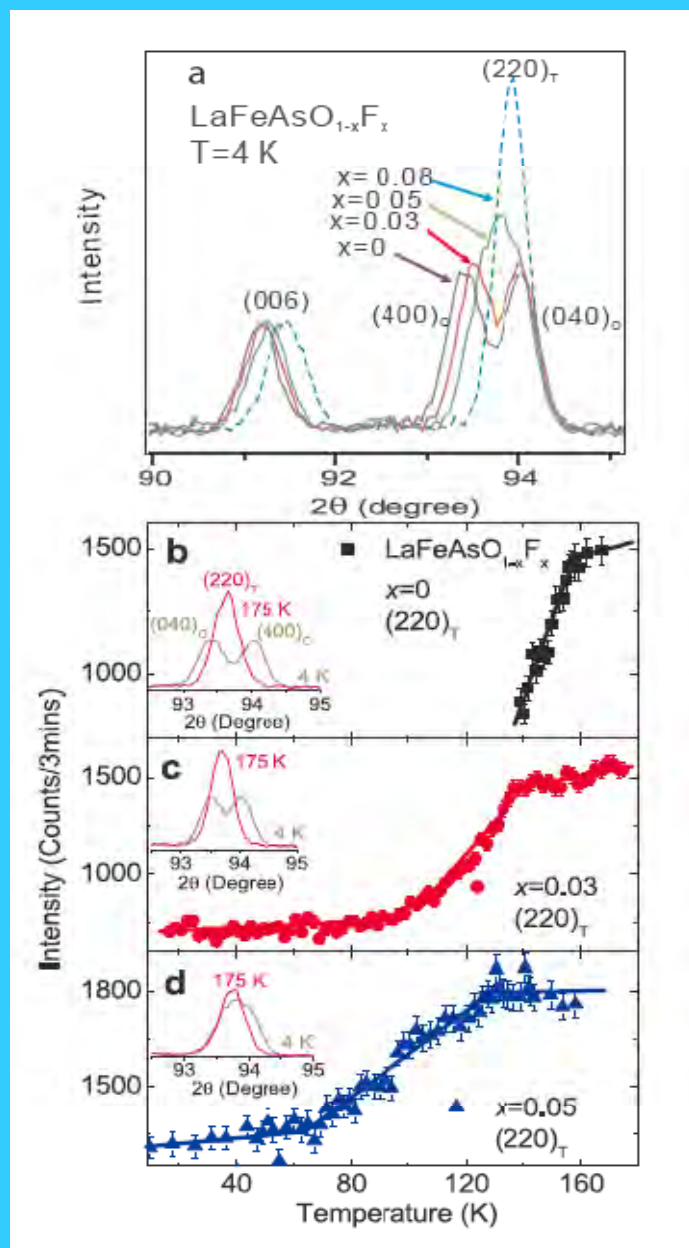 a
(220)T
LaFeAsO1-xFx
T=4 K
x= 0.08
x=0 05
x=0.03
x=0
(006)
(400)O
(040)O
Intensity
90 92 94
2θ (degree)
b
LaFeAsO1-xFx
x=0
(220)T
1500
1000
(220)T
175 K
(040)O
(400)O
4 K
93 94 95
2θ (Degree)
c
175 K
4 K
93 94 95
2θ (Degree)
1500
1000
x=0.03
(220)T
Intensity (Counts/3mins)
d
175 K
4 K
93 94 95
2θ (Degree)
1800
1500
x=0.05
(220)T
40 80 120 160
Temperature (K)